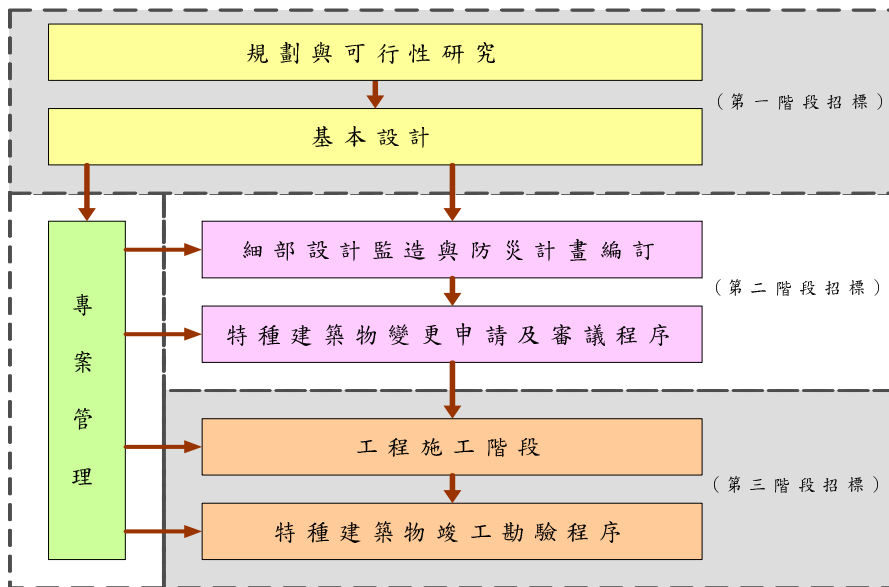 規劃與可行性研究
(第一階段招標)
基本設計
專案管理
細部設計監造與防災計畫編訂
(第二階段招標)
特種建築物變更申請及審議程序
工程施工階段
(第三階段招標)
特種建築物竣工勘驗程序